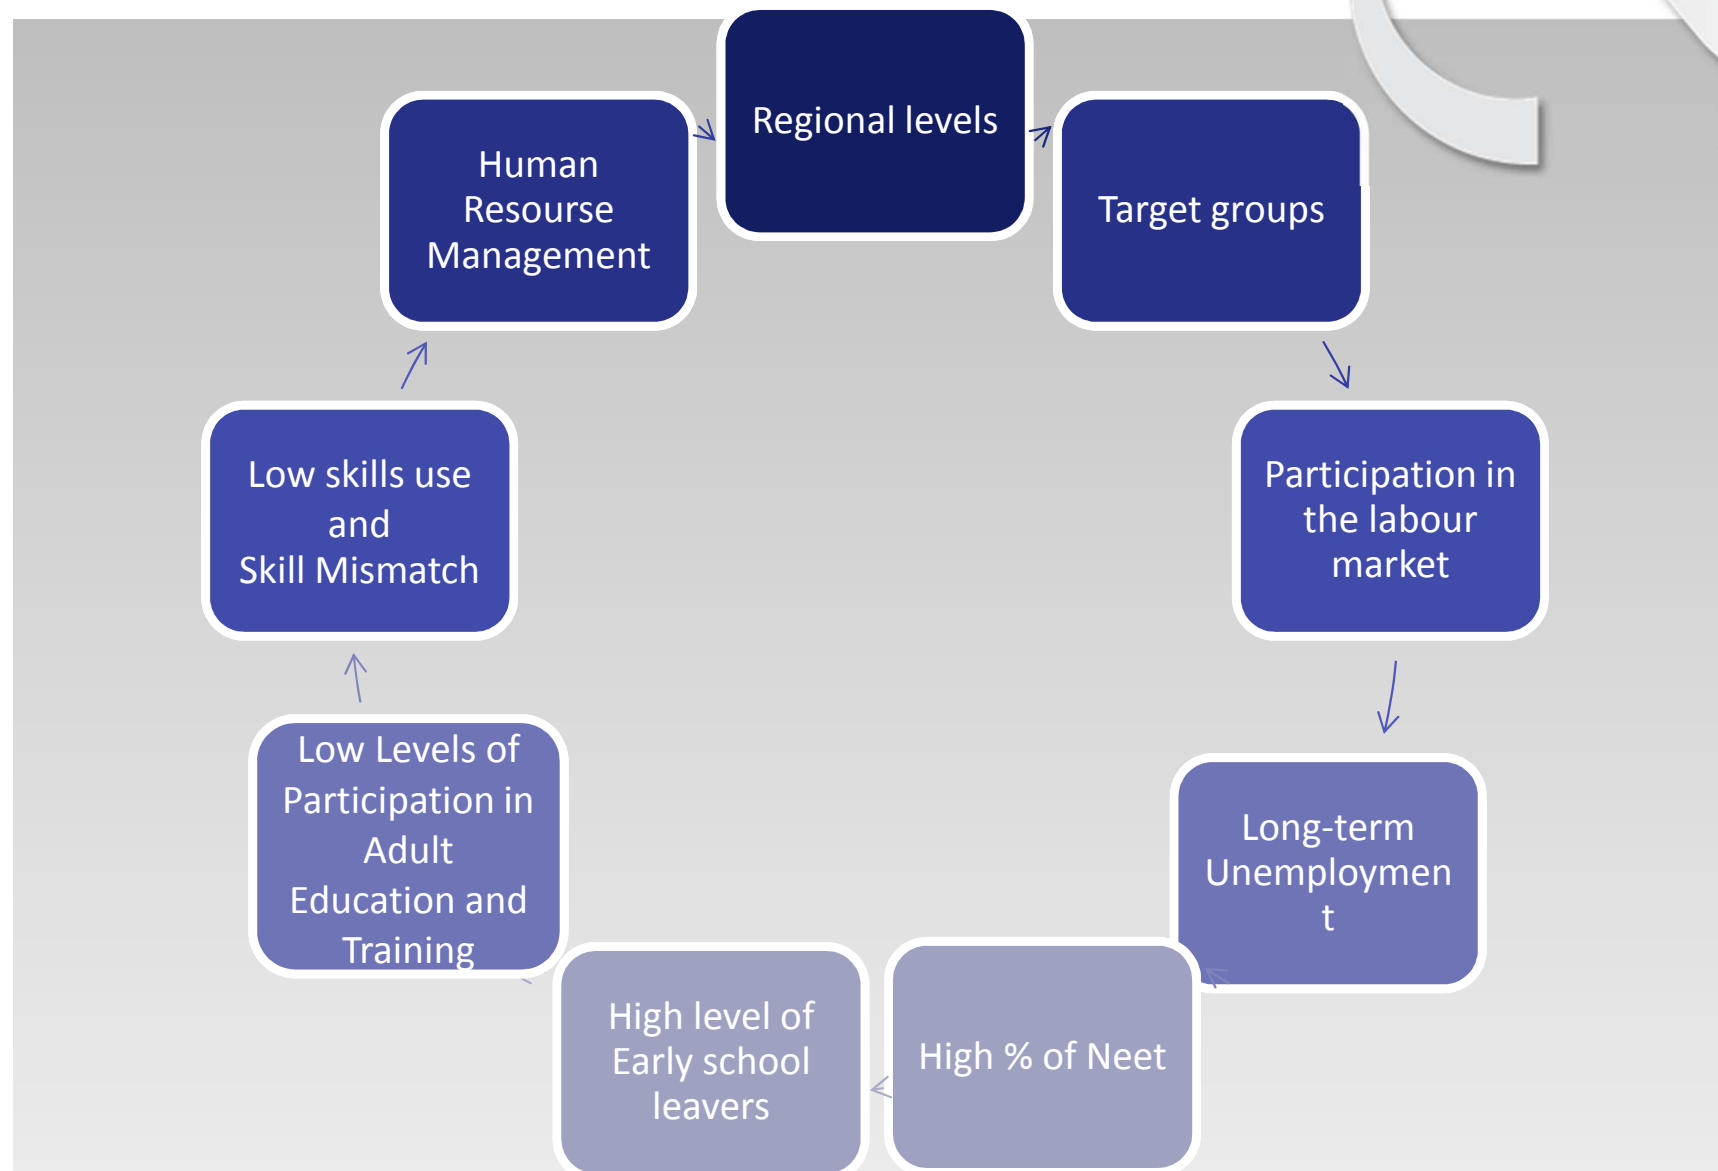 Regional levels
Target groups
Participation in
the labour
market
Long-term
Unemploymen
t
High % of Neet
High level of
Early school
leavers
Low Levels of
Participation in
Adult
Education and
Training
Low skills use
and
Skill Mismatch
Human
Resourse
Management